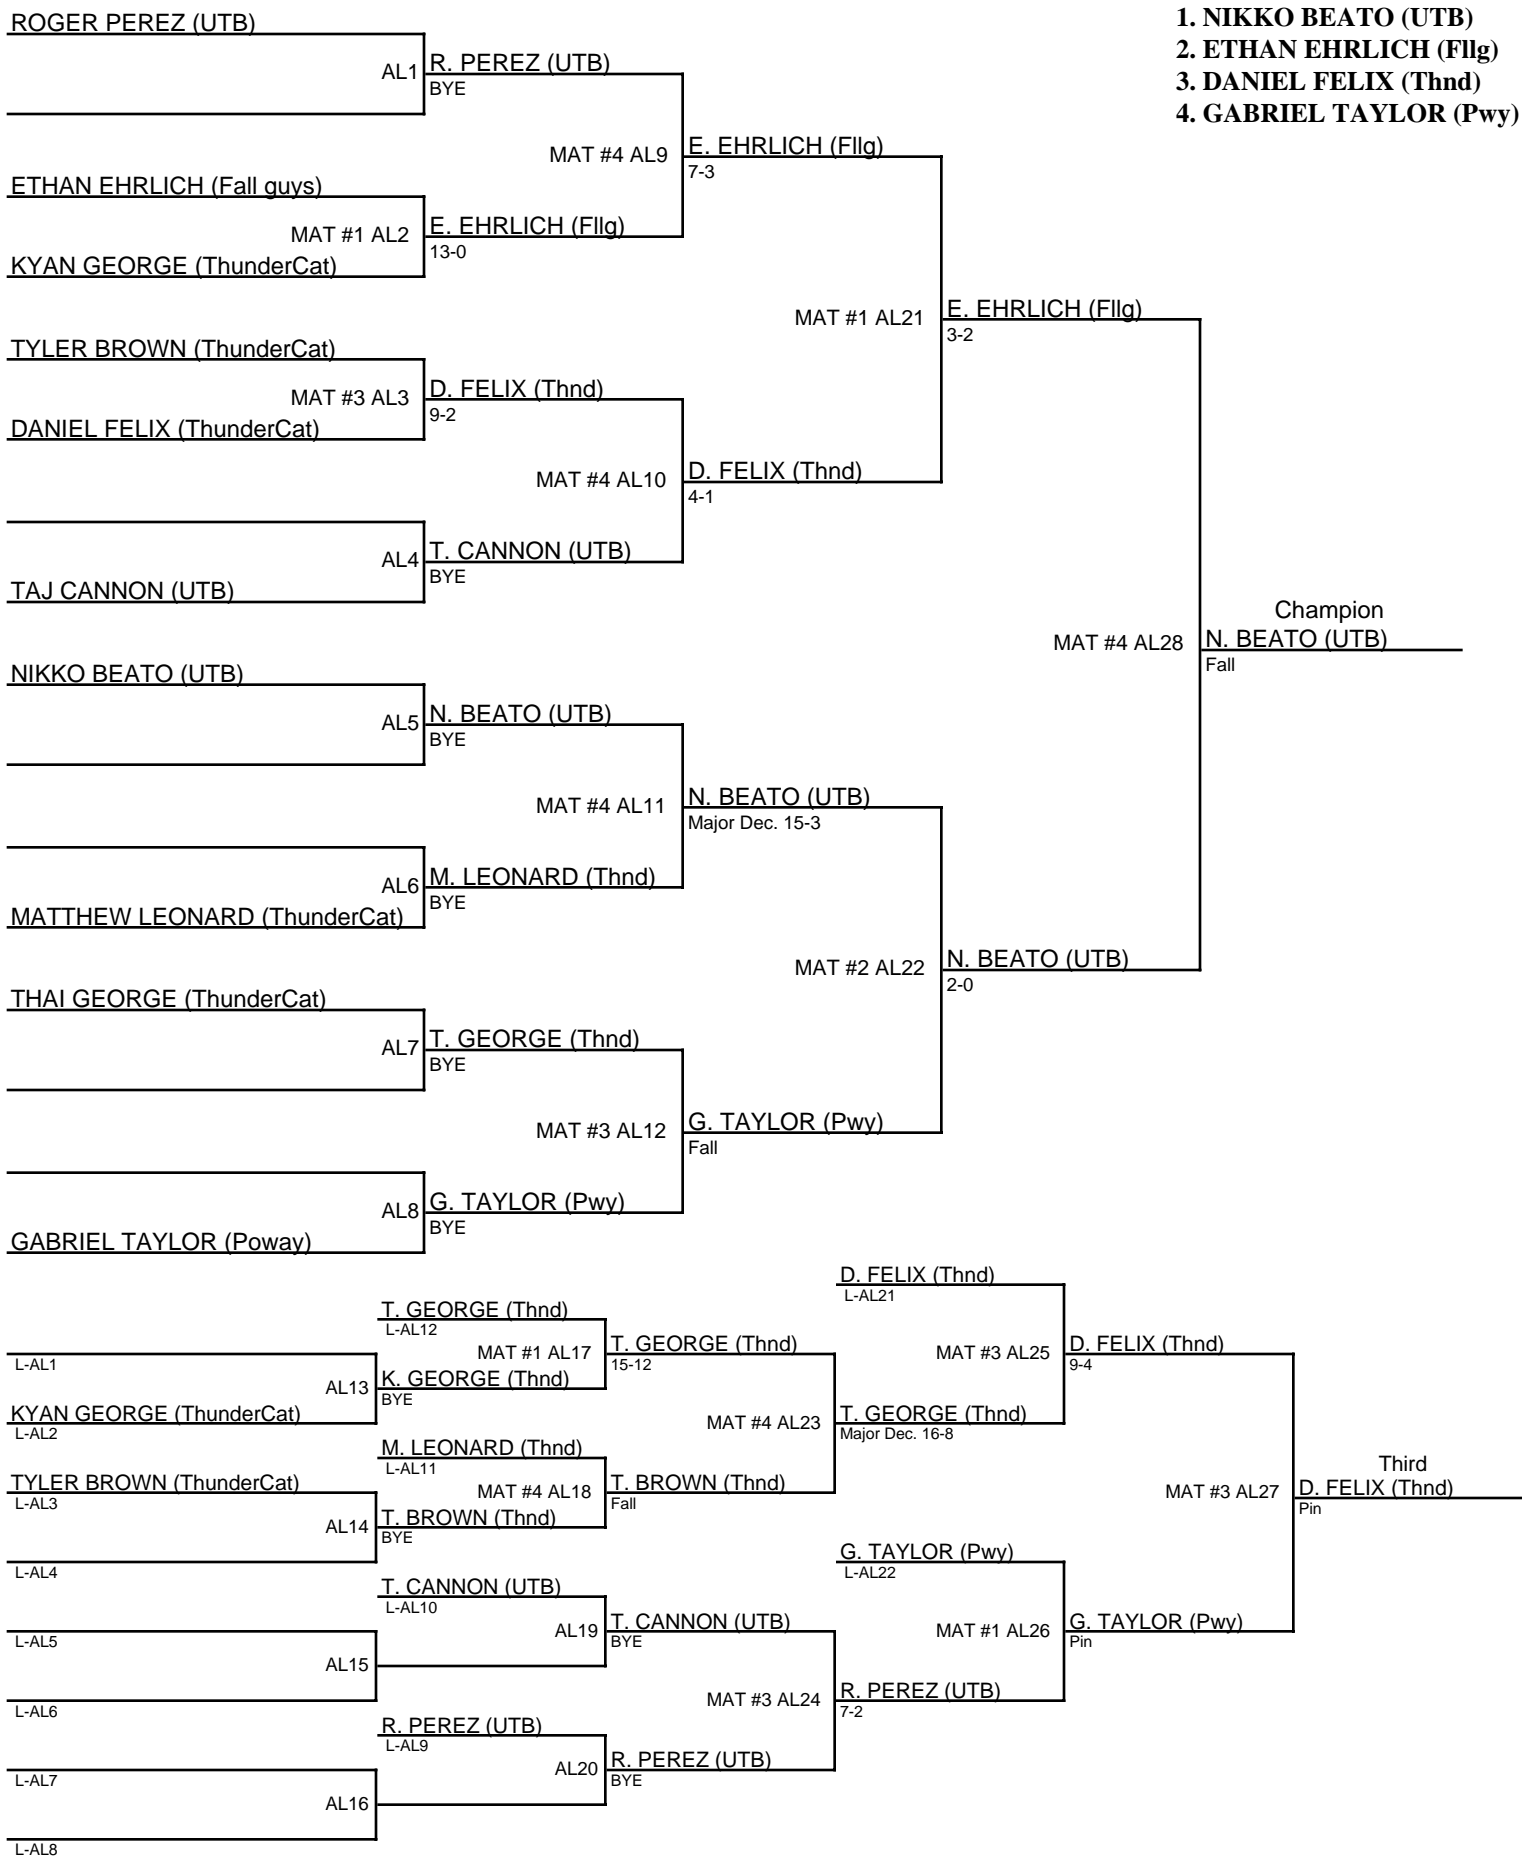 ROGER PEREZ (UTB)
1. NIKKO BEATO (UTB)
2. ETHAN EHRLICH (Fllg)
3. DANIEL FELIX (Thnd)
4. GABRIEL TAYLOR (Pwy)
AL1
R. PEREZ (UTB)
BYE
MAT #4 AL9
E. EHRLICH (Fllg)
7-3
ETHAN EHRLICH (Fall guys)
MAT #1 AL2
E. EHRLICH (Fllg)
13-0
KYAN GEORGE (ThunderCat)
MAT #1 AL21
E. EHRLICH (Fllg)
3-2
TYLER BROWN (ThunderCat)
MAT #3 AL3
D. FELIX (Thnd)
9-2
DANIEL FELIX (ThunderCat)
MAT #4 AL10
D. FELIX (Thnd)
4-1
AL4
T. CANNON (UTB)
BYE
TAJ CANNON (UTB)
Champion
MAT #4 AL28
N. BEATO (UTB)
Fall
NIKKO BEATO (UTB)
AL5
N. BEATO (UTB)
BYE
MAT #4 AL11
N. BEATO (UTB)
Major Dec. 15-3
AL6
M. LEONARD (Thnd)
BYE
MATTHEW LEONARD (ThunderCat)
MAT #2 AL22
N. BEATO (UTB)
2-0
THAI GEORGE (ThunderCat)
AL7
T. GEORGE (Thnd)
BYE
MAT #3 AL12
G. TAYLOR (Pwy)
Fall
AL8
G. TAYLOR (Pwy)
BYE
GABRIEL TAYLOR (Poway)
D. FELIX (Thnd)
L-AL21
T. GEORGE (Thnd)
L-AL12
MAT #1 AL17
T. GEORGE (Thnd)
15-12
MAT #3 AL25
D. FELIX (Thnd)
9-4
L-AL1
AL13
K. GEORGE (Thnd)
BYE
KYAN GEORGE (ThunderCat)
L-AL2
MAT #4 AL23
T. GEORGE (Thnd)
Major Dec. 16-8
M. LEONARD (Thnd)
L-AL11
Third
TYLER BROWN (ThunderCat)
L-AL3
MAT #4 AL18
T. BROWN (Thnd)
Fall
MAT #3 AL27
D. FELIX (Thnd)
Pin
AL14
T. BROWN (Thnd)
BYE
G. TAYLOR (Pwy)
L-AL22
L-AL4
T. CANNON (UTB)
L-AL10
AL19
T. CANNON (UTB)
BYE
MAT #1 AL26
G. TAYLOR (Pwy)
Pin
L-AL5
AL15
MAT #3 AL24
R. PEREZ (UTB)
7-2
L-AL6
R. PEREZ (UTB)
L-AL9
AL20
R. PEREZ (UTB)
BYE
L-AL7
AL16
L-AL8